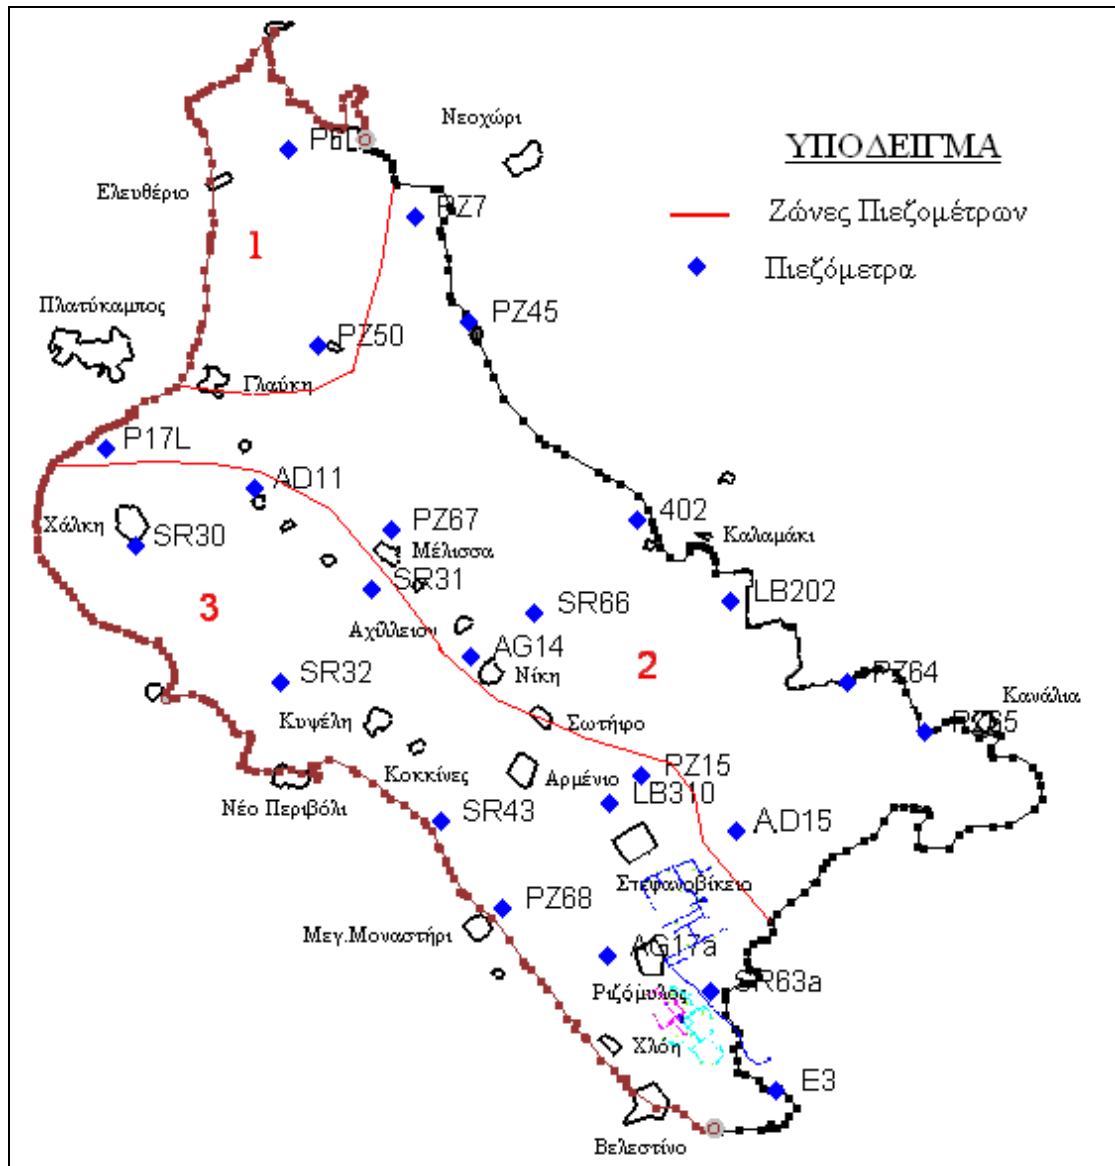 Νεοχώρι
ΥΠΟΔΕΙΓΜΑ
Ελευθέριο
PZ7
Ζώνες Πιεζομέτρων
1
Πιεζόμετρα
Πλατύκαμπος
PZ45
PZ50
Γλαύκη
P17L
AD11
Χάλκη
SR30
PZ67
402
Καλαμάκι
Μέλισσα
SR31
LB202
3
SR66
Αχίλλειον
AG14
Νίκη
2
SR32
PZ64
Κανάλια
Κυψέλη
Σωτήρο
PZ65
Κοκκίνες
Αρμένιο
PZ15
Νέο Περιβόλι
LB310
SR43
AD15
Στεφανοβίκειο
PZ68
Μεγ.Μοναστήρι
AG17a
Ριζόμυλος
SR63a
Χλόη
E3
Βελεστίνο